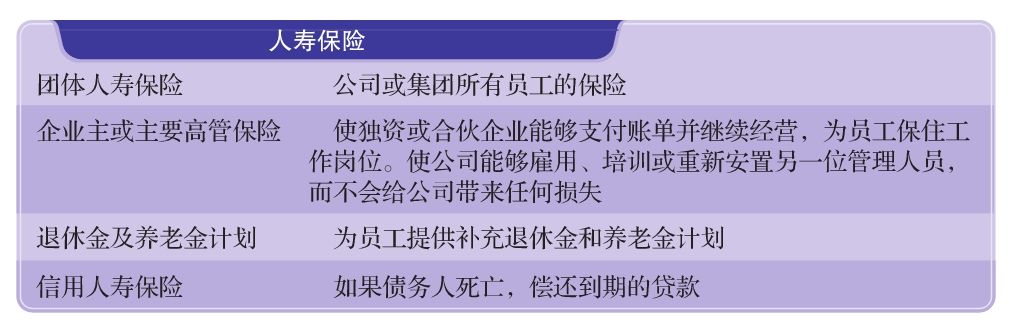 人寿保险
团体人寿保险 公司或集团所有员工的保险
企业主或主要高管保险 使独资或合伙企业能够支付账单并继续经营，为员工保住工
作岗位。使公司能够雇用、培训或重新安置另一位管理人员，
而不会给公司带来任何损失
退休金及养老金计划 为员工提供补充退休金和养老金计划
信用人寿保险 如果债务人死亡，偿还到期的贷款